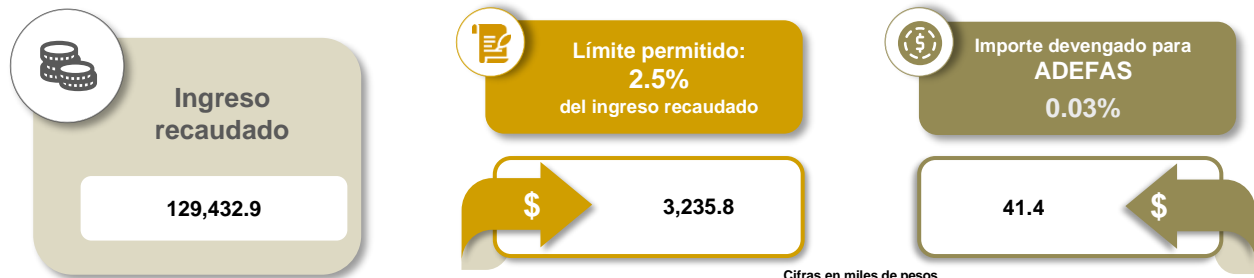 Ingreso
recaudado
129,432.9
Límite permitido:
2.5%
del ingreso recaudado
$
3,235.8
Importe devengado para
ADEFAS
0.03%
41.4
$
Cifras en miles de pesos